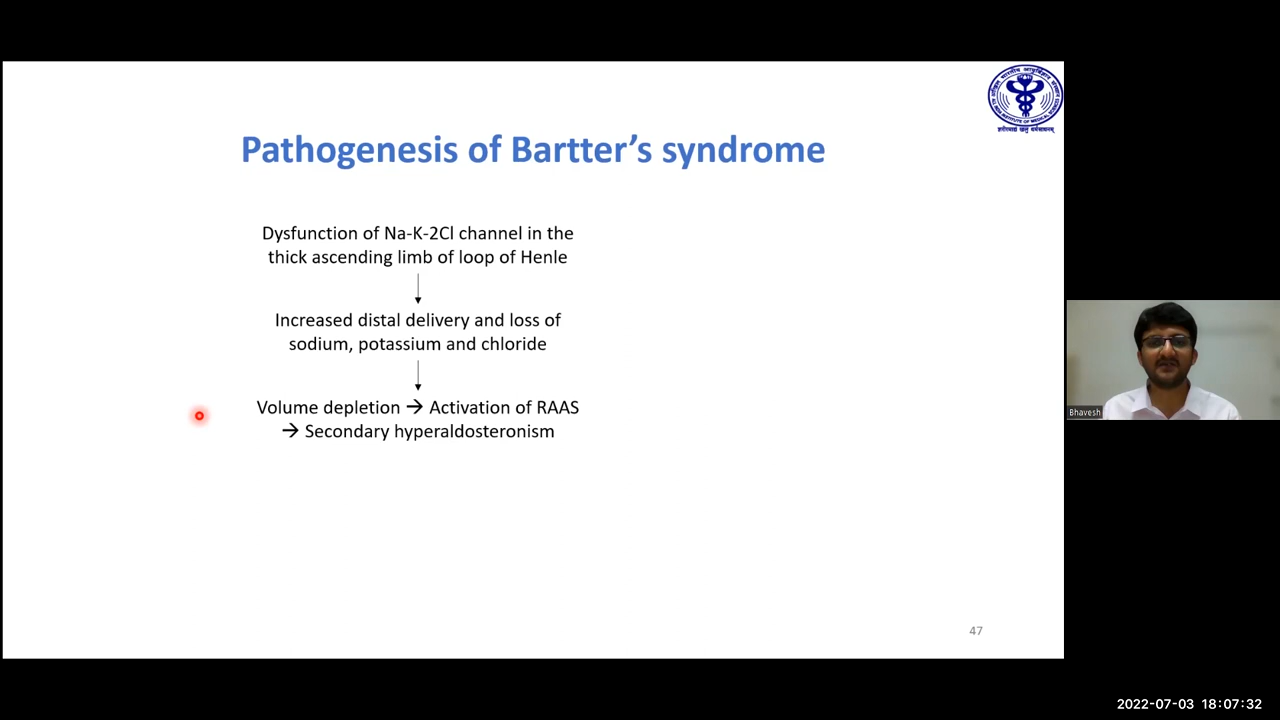 Pathogenesis of Bartter’s syndrome
Dysfunction of Na-K-2Cl channel in the
thick ascending limb of loop of Henle
Increased distal delivery and loss of
sodium, potassium and chloride
Volume depletion → Activation of RAAS
→ Secondary hyperaldosteronism
47
Bhavesh
2022-07-03 18:07:32